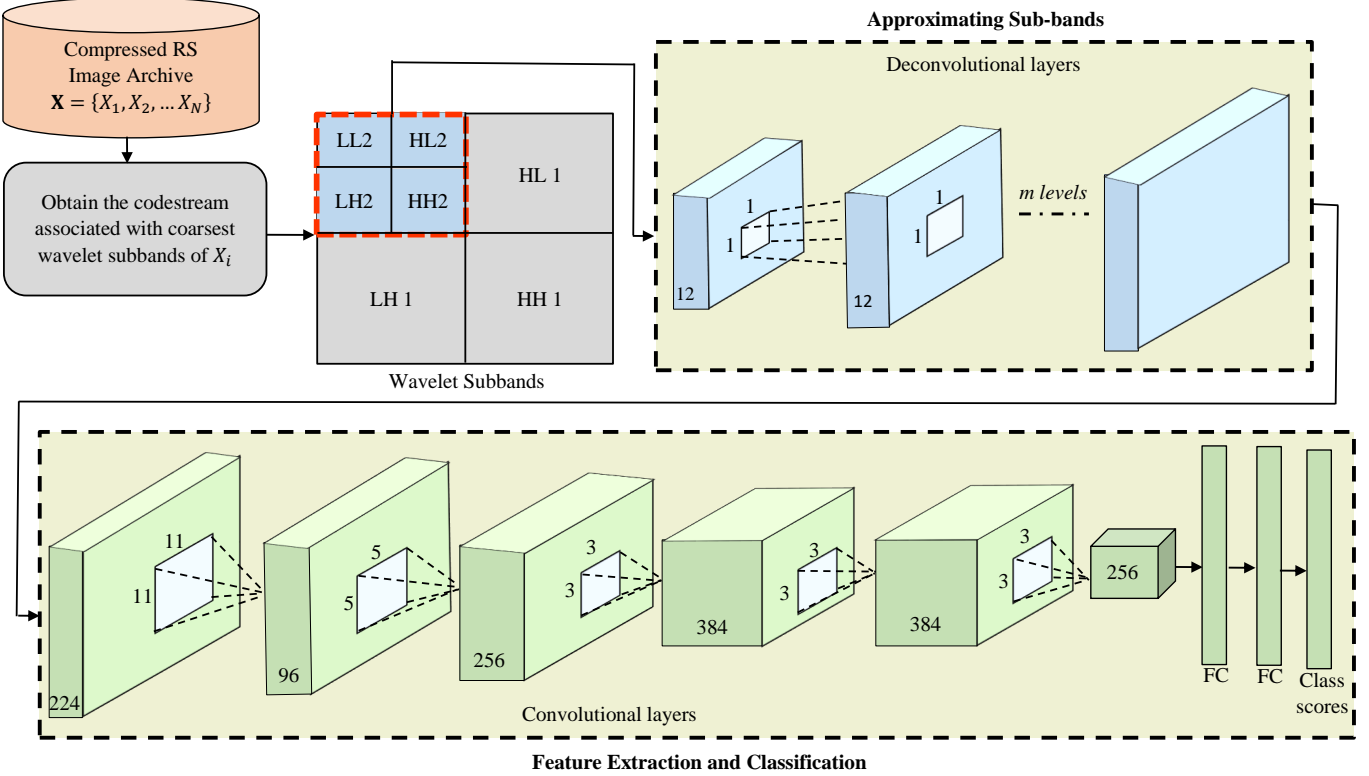 Compressed RS
Image Archive
𝐗 = {𝑋₁, 𝑋₂, … 𝑋_N}
Obtain the codestream
associated with coarsest
wavelet subbands of 𝑋ᵢ
LL2
HL2
LH2
HH2
HL 1
LH 1
HH 1
Wavelet Subbands
Approximating Sub-bands
Deconvolutional layers
1
1
12
1
1
12
m levels
11
11
224
5
5
96
3
3
256
3
3
384
3
3
384
256
FC
FC
Class
scores
Convolutional layers
Feature Extraction and Classification